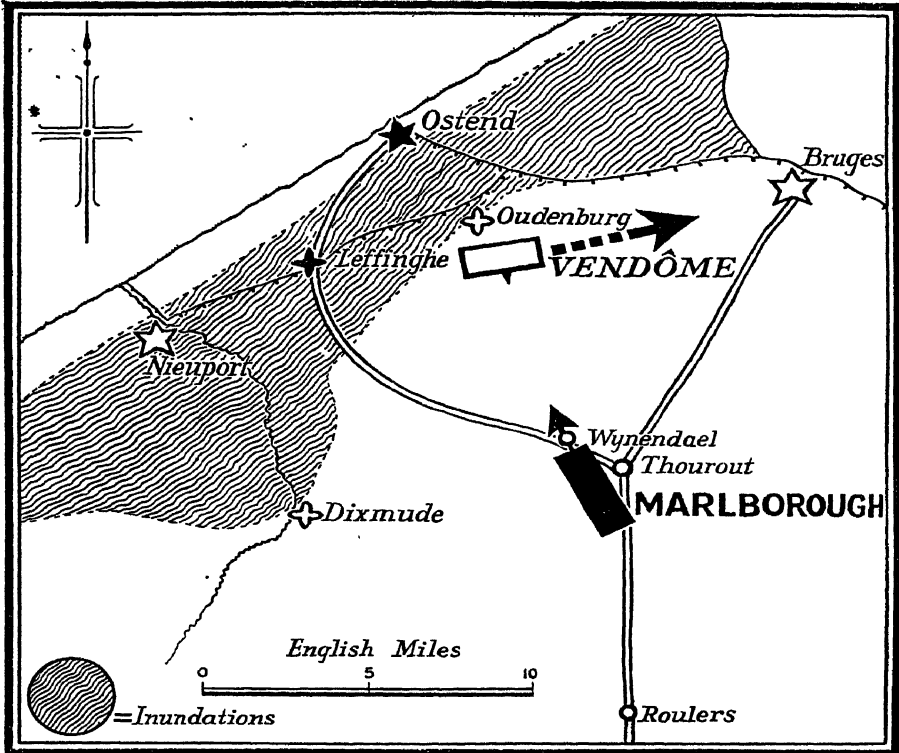 *
Ostend
Bruges
Oudenburg
Leffinghe
VENDÔME
Nieuport
Wynendael
Thourout
MARLBOROUGH
Dixmude
English Miles
0 5 10
=Inundations
Roulers